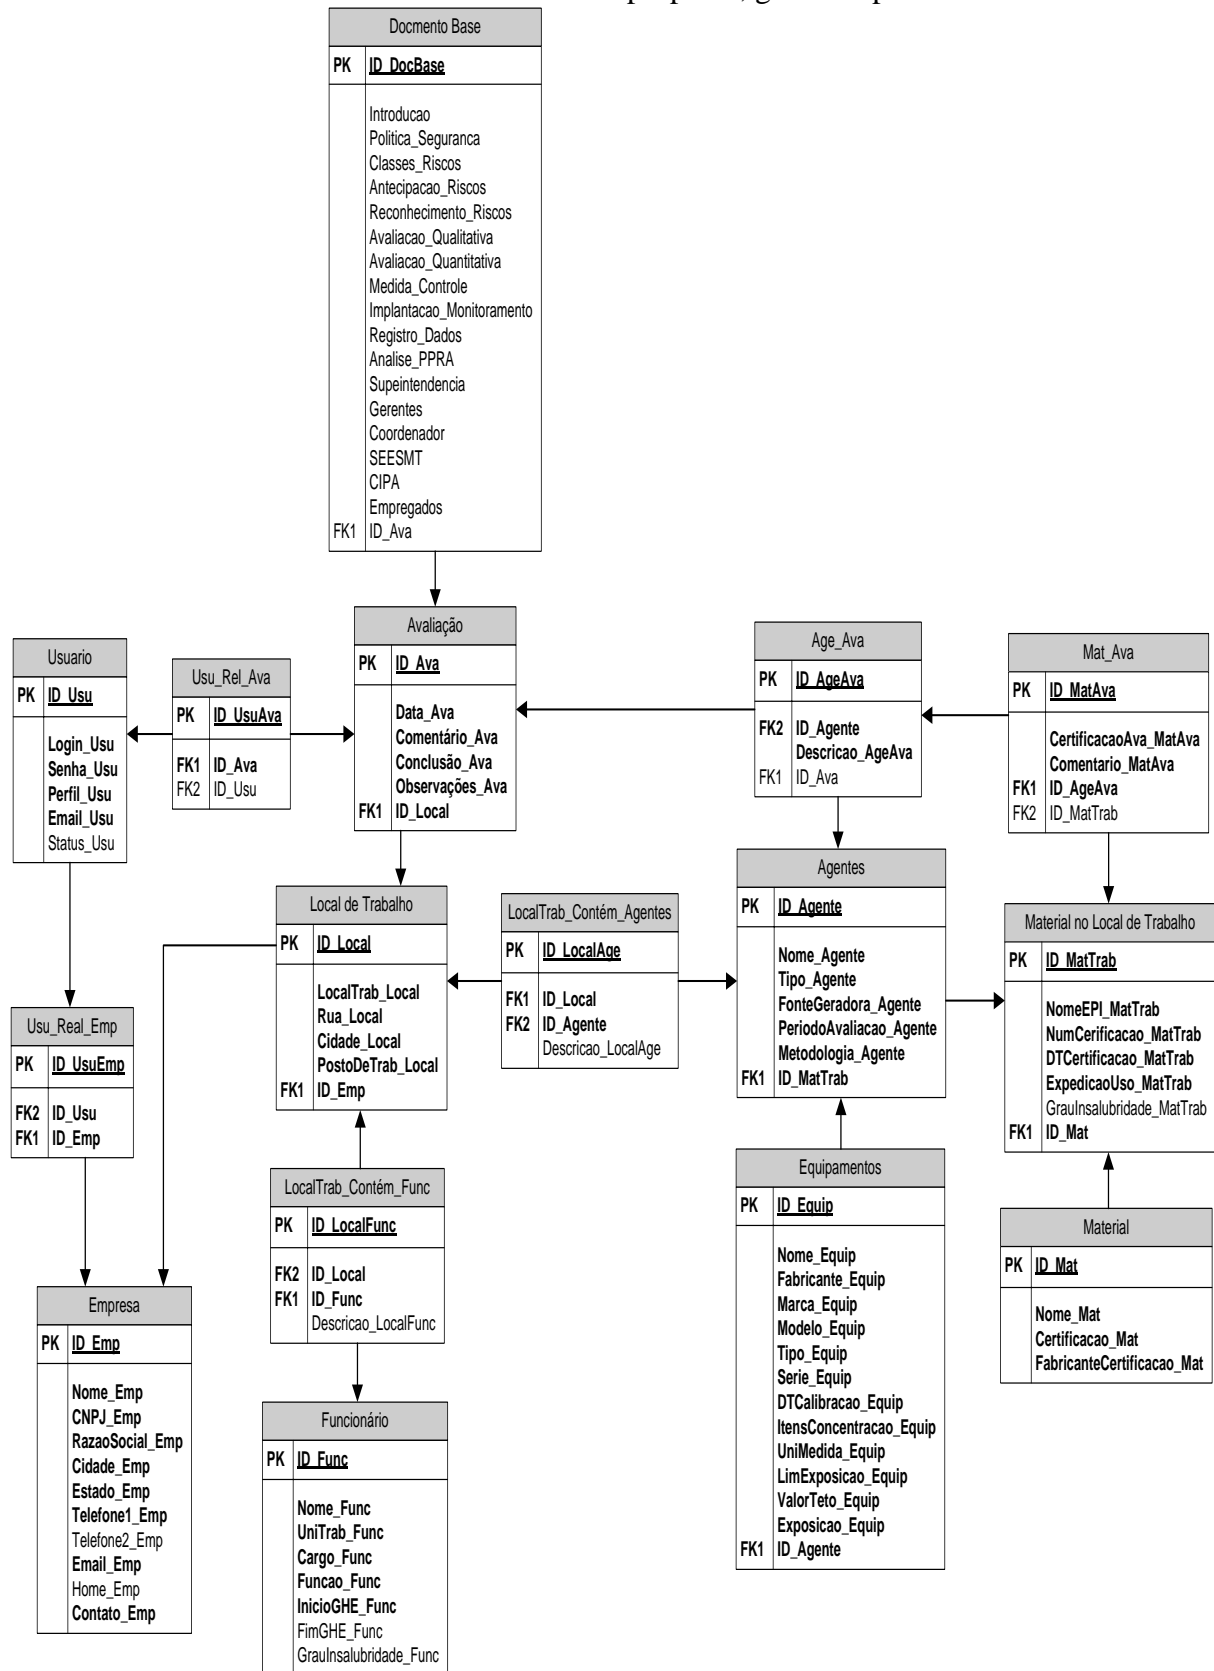 Docmento Base
PK ID_DocBase
Introducao
Politica_Seguranca
Classes_Riscos
Antecipacao_Riscos
Reconhecimento_Riscos
Avaliacao_Qualitativa
Avaliacao_Quantitativa
Medida_Controle
Implantacao_Monitoramento
Registro_Dados
Analise_PPRA
Supeintendencia
Gerentes
Coordenador
SEESMT
CIPA
Empregados
FK1 ID_Ava
Usuario
PK ID_Usu
Login_Usu
Senha_Usu
Perfil_Usu
Email_Usu
Status_Usu
Usu_Rel_Ava
PK ID_UsuAva
FK1 ID_Ava
FK2 ID_Usu
Avaliação
PK ID_Ava
Data_Ava
Comentário_Ava
Conclusão_Ava
Observações_Ava
FK1 ID_Local
Age_Ava
PK ID_AgeAva
FK2 ID_Agente
Descricao_AgeAva
FK1 ID_Ava
Mat_Ava
PK ID_MatAva
CertificacaoAva_MatAva
Comentario_MatAva
FK1 ID_AgeAva
FK2 ID_MatTrab
Local de Trabalho
PK ID_Local
LocalTrab_Local
Rua_Local
Cidade_Local
PostoDeTrab_Local
FK1 ID_Emp
LocalTrab_Contém_Agentes
PK ID_LocalAge
FK1 ID_Local
FK2 ID_Agente
Descricao_LocalAge
Agentes
PK ID_Agente
Nome_Agente
Tipo_Agente
FonteGeradora_Agente
PeriodoAvaliacao_Agente
Metodologia_Agente
FK1 ID_MatTrab
Material no Local de Trabalho
PK ID_MatTrab
NomeEPI_MatTrab
NumCerificacao_MatTrab
DTCertificacao_MatTrab
ExpedicaoUso_MatTrab
GrauInsalubridade_MatTrab
FK1 ID_Mat
Usu_Real_Emp
PK ID_UsuEmp
FK2 ID_Usu
FK1 ID_Emp
LocalTrab_Contém_Func
PK ID_LocalFunc
FK2 ID_Local
FK1 ID_Func
Descricao_LocalFunc
Equipamentos
PK ID_Equip
Nome_Equip
Fabricante_Equip
Marca_Equip
Modelo_Equip
Tipo_Equip
Serie_Equip
DTCalibracao_Equip
ItensConcentracao_Equip
UniMedida_Equip
LimExposicao_Equip
ValorTeto_Equip
Exposicao_Equip
FK1 ID_Agente
Material
PK ID_Mat
Nome_Mat
Certificacao_Mat
FabricanteCertificacao_Mat
Empresa
PK ID_Emp
Nome_Emp
CNPJ_Emp
RazaoSocial_Emp
Cidade_Emp
Estado_Emp
Telefone1_Emp
Telefone2_Emp
Email_Emp
Home_Emp
Contato_Emp
Funcionário
PK ID_Func
Nome_Func
UniTrab_Func
Cargo_Func
Funcao_Func
InicioGHE_Func
FimGHE_Func
GrauInsalubridade_Func